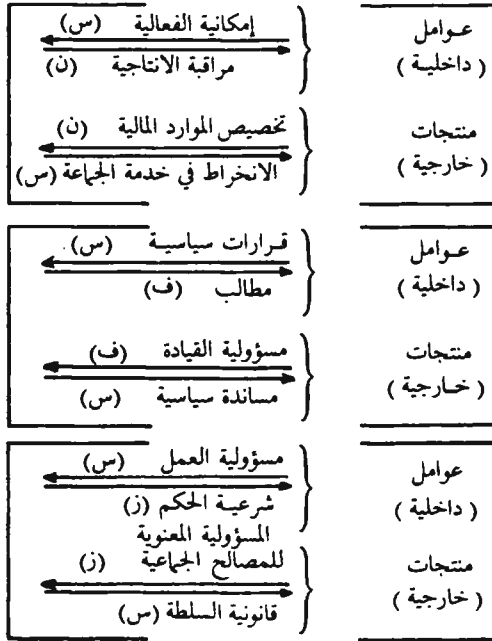 عوامل
( داخلية )
إمكانية الفعالية (س)
مراقبة الانتاجية (ن)
منتجات
( خارجية )
تخصيص الموارد المالية (ن)
الانخراط في خدمة الجماعة (س)
عوامل
( داخلية )
قرارات سياسية (س)
مطالب (ف)
منتجات
( خارجية )
مسؤولية القيادة (ف)
مساندة سياسية (س)
عوامل
( داخلية )
مسؤولية العمل (س)
شرعية الحكم (ز)
منتجات
( خارجية )
المسؤولية المعنوية
للمصالح الجماعية (ز)
قانونية السلطة (س)